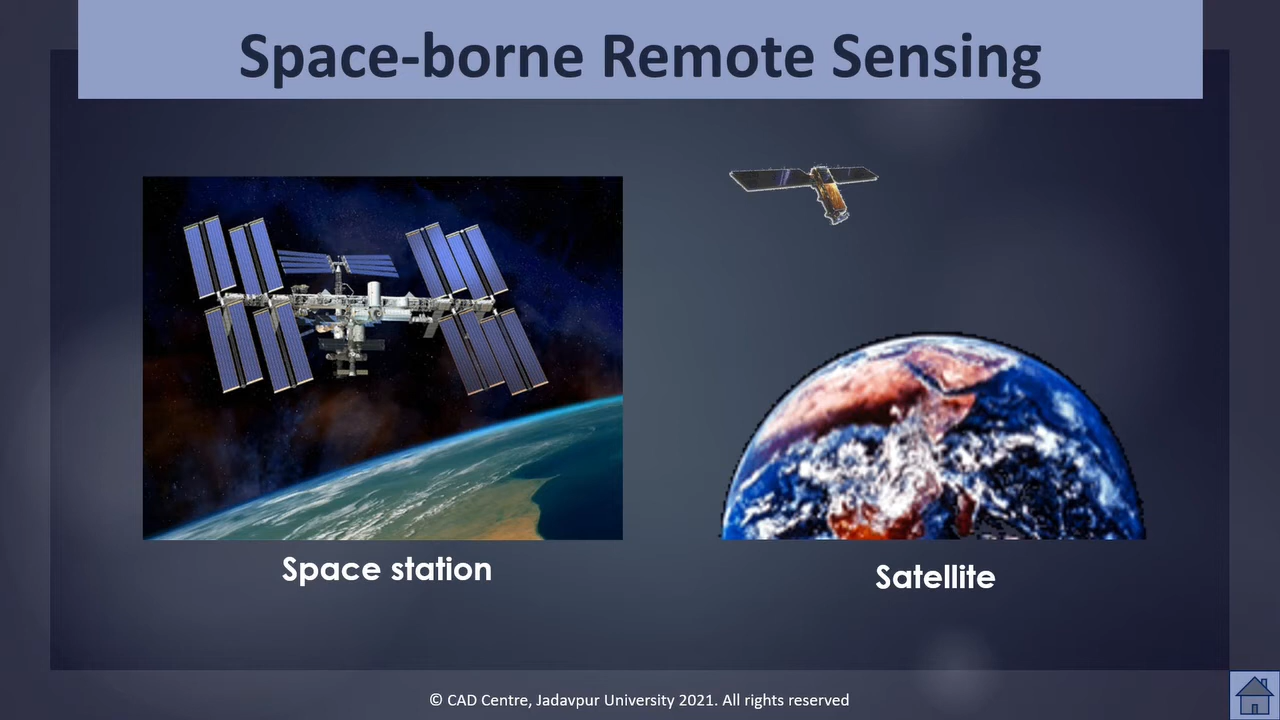 Space-borne Remote Sensing
Space station
Satellite
© CAD Centre, Jadavpur University 2021. All rights reserved